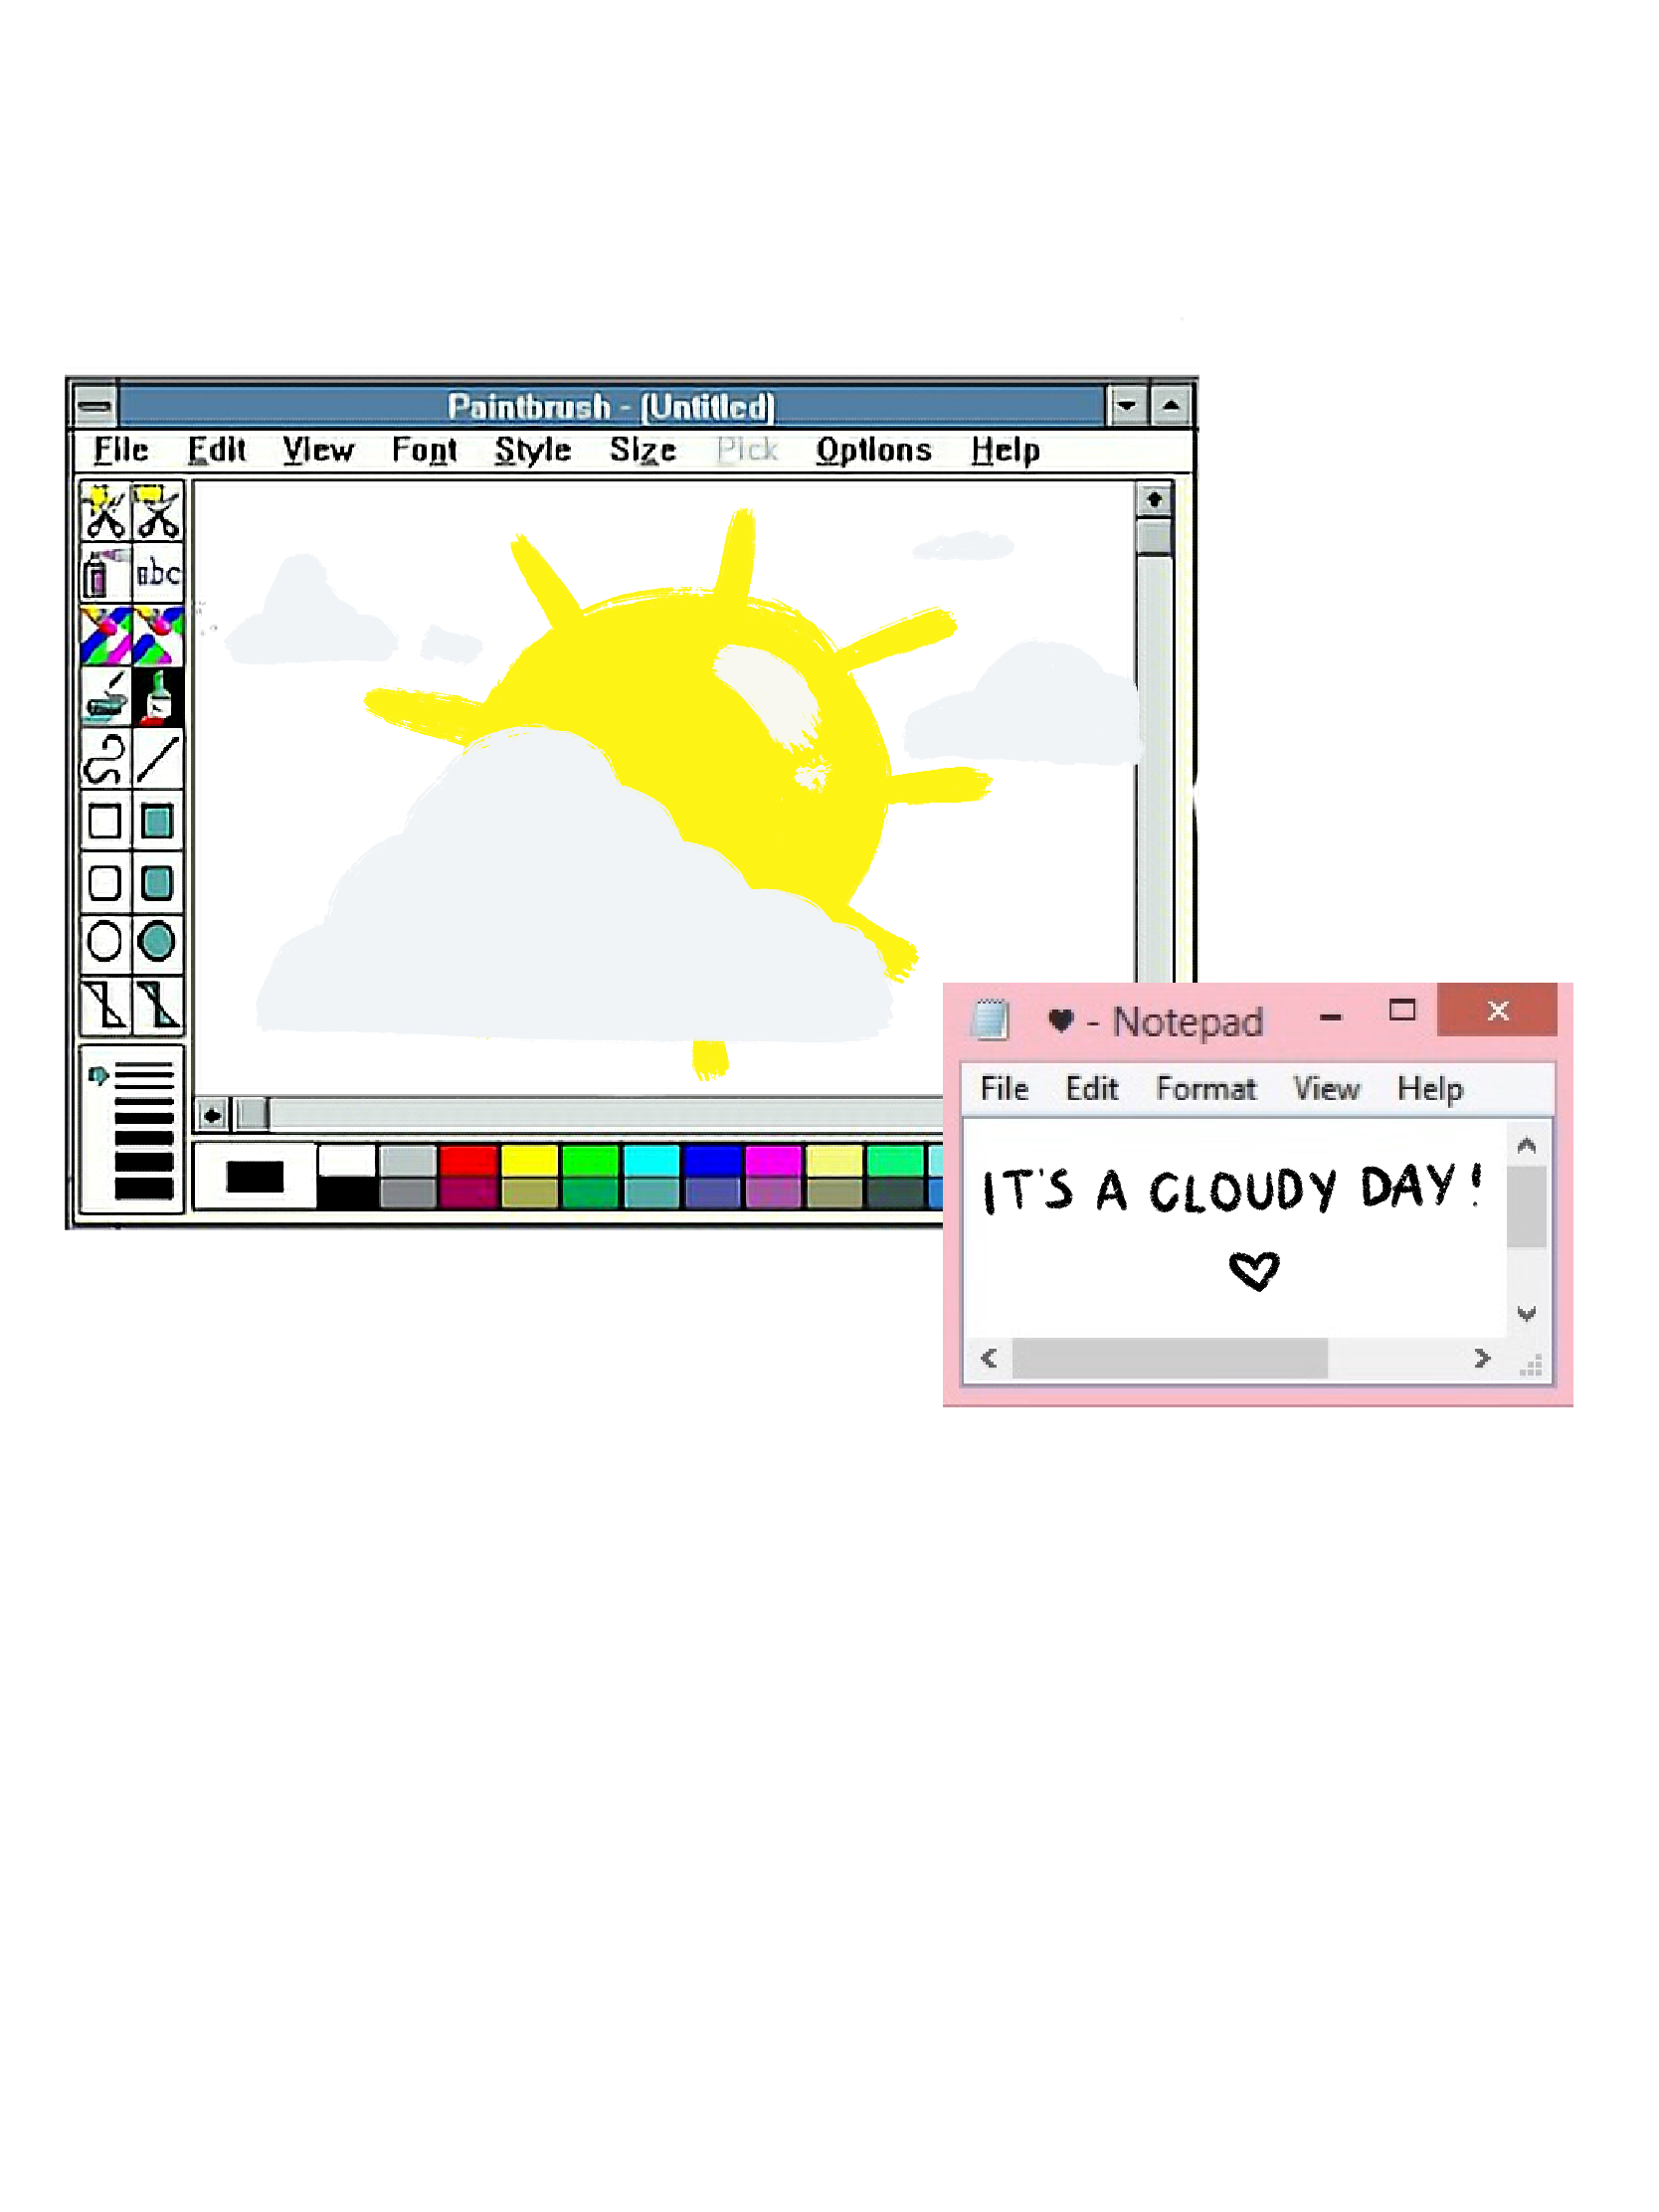 Paintbrush - (Untitled)
File Edit View Font Style Size Pick Options Help
abc
♥ - Notepad
File Edit Format View Help
IT'S A CLOUDY DAY!
♡